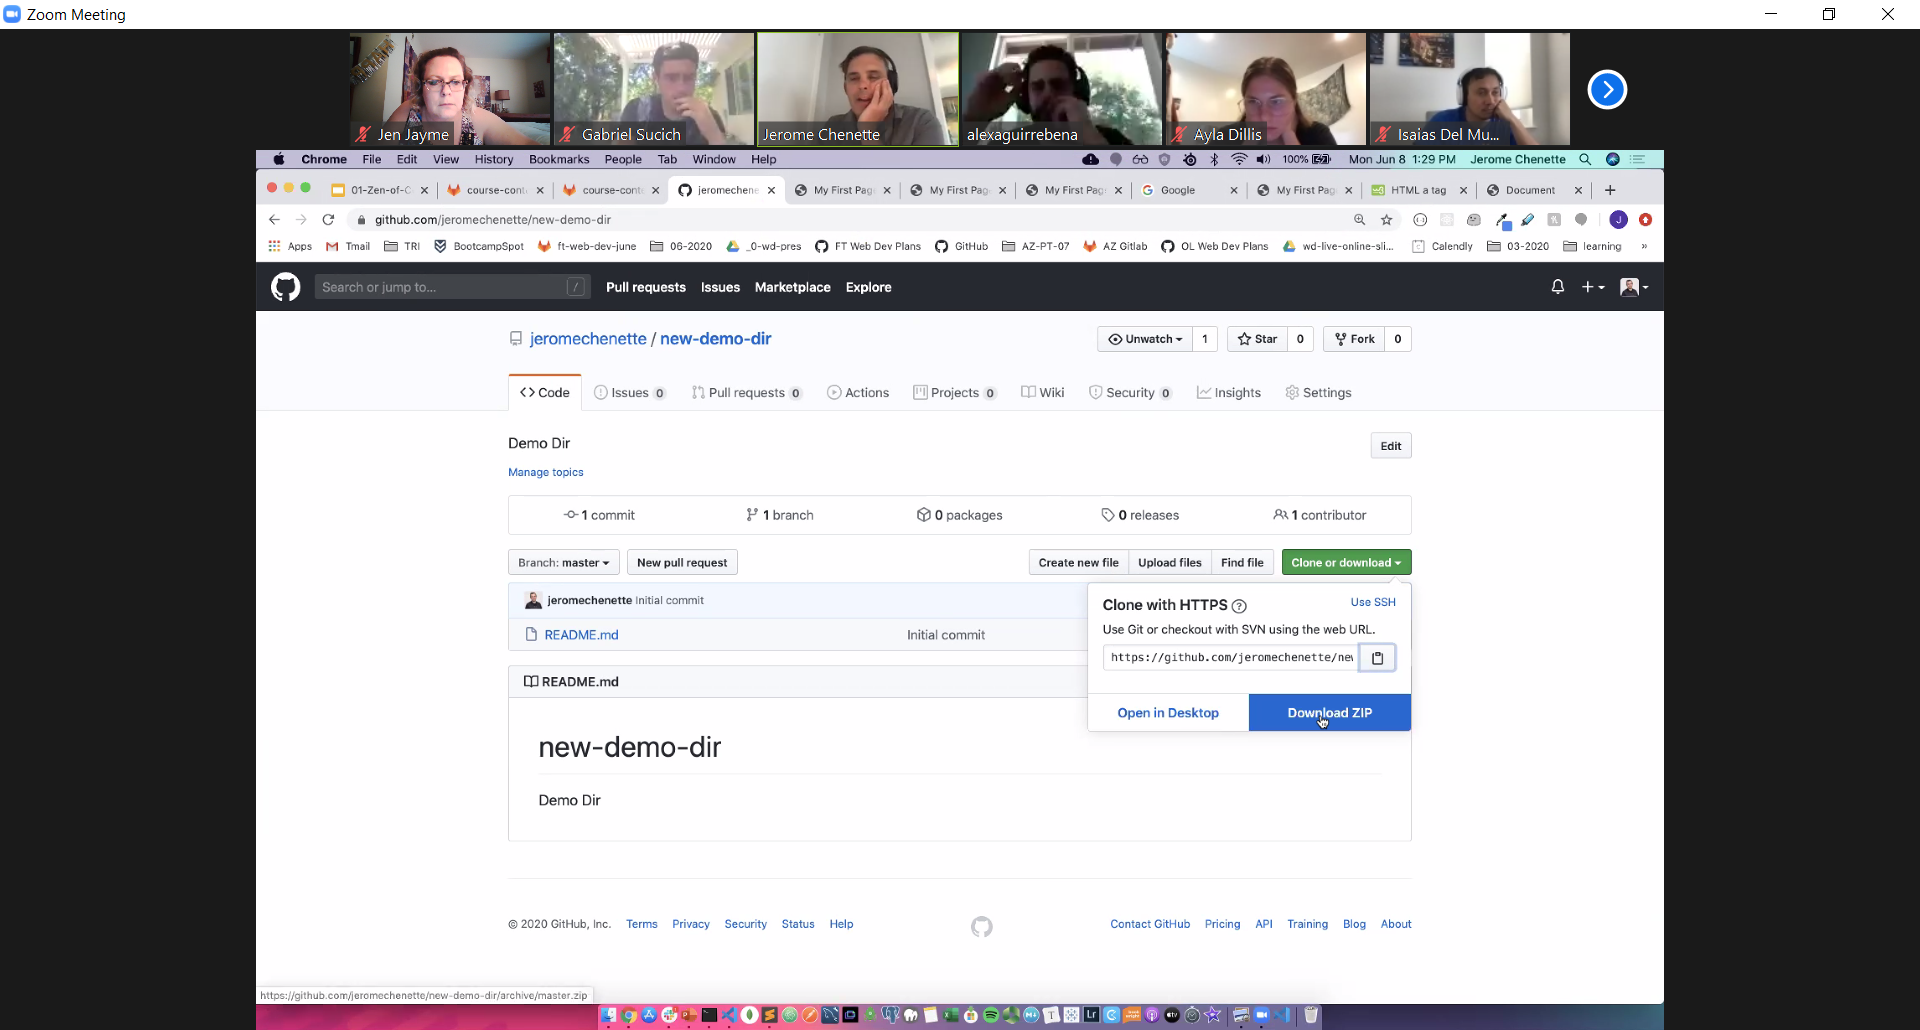 Zoom Meeting
Jen Jayme
Gabriel Sucich
Jerome Chenette
alexaguirrebena
Ayla Dillis
Isaias Del Mu...
Chrome File Edit View History Bookmarks People Tab Window Help
100% Mon Jun 8 1:29 PM Jerome Chenette
01-Zen-of-C
course-cont
course-cont
jeromechene
My First Pag
My First Pag
My First Pag
Google
My First Pag
HTML a tag
Document
github.com/jeromechenette/new-demo-dir
Apps Tmail TRI BootcampSpot ft-web-dev-june 06-2020 _0-wd-pres FT Web Dev Plans GitHub AZ-PT-07 AZ Gitlab OL Web Dev Plans wd-live-online-sli... Calendly 03-2020 learning »
Search or jump to... /
Pull requests Issues Marketplace Explore
jeromechenette / new-demo-dir
Unwatch 1 Star 0 Fork 0
Code Issues 0 Pull requests 0 Actions Projects 0 Wiki Security 0 Insights Settings
Demo Dir
Edit
Manage topics
1 commit 1 branch 0 packages 0 releases 1 contributor
Branch: master New pull request Create new file Upload files Find file Clone or download
jeromechenette Initial commit
README.md Initial commit
Clone with HTTPS ?
Use SSH
Use Git or checkout with SVN using the web URL.
https://github.com/jeromechenette/nev
Open in Desktop Download ZIP
README.md
new-demo-dir
Demo Dir
© 2020 GitHub, Inc. Terms Privacy Security Status Help
Contact GitHub Pricing API Training Blog About
https://github.com/jeromechenette/new-demo-dir/archive/master.zip